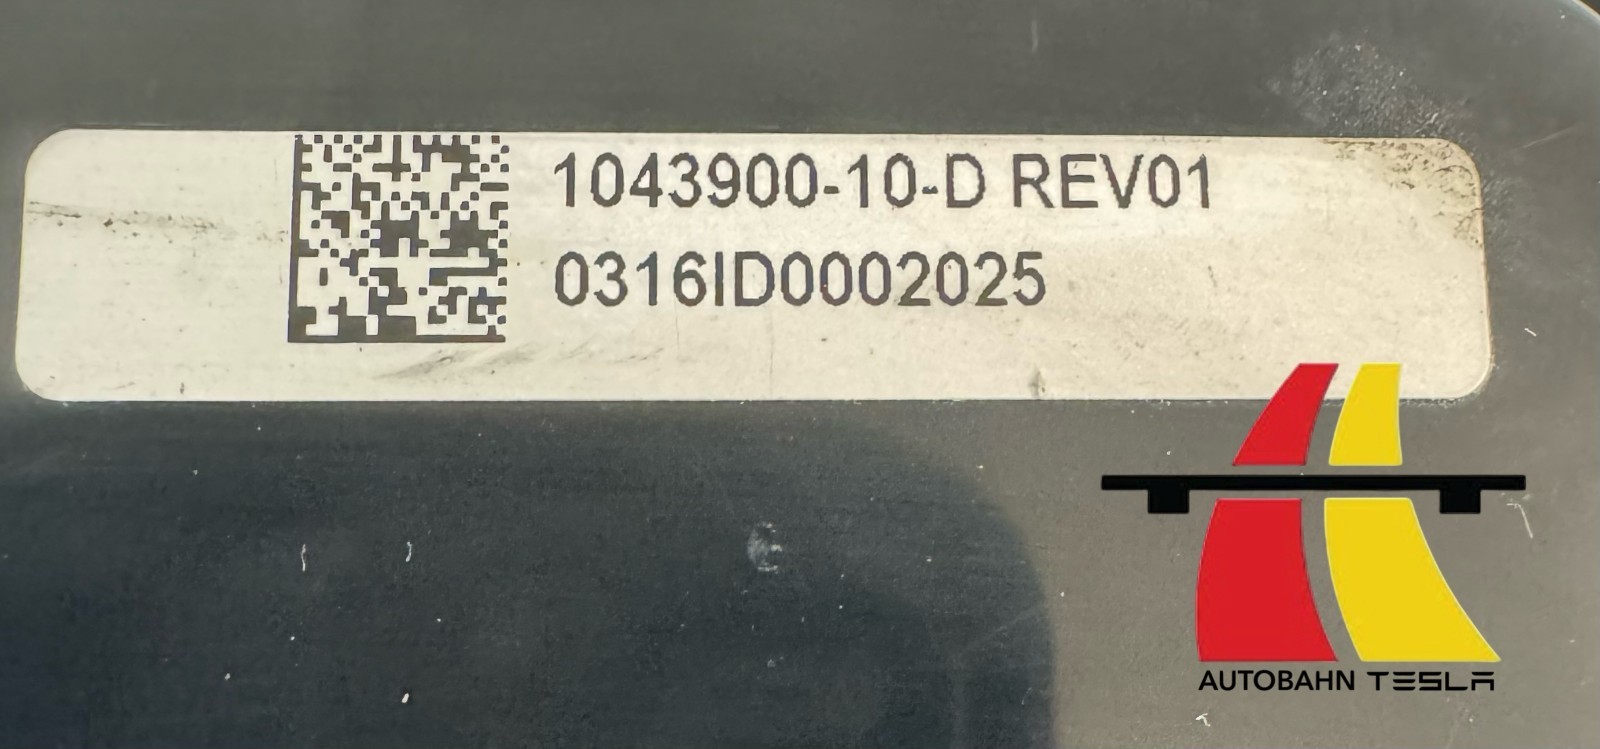 1043900-10-D REV01
0316ID0002025
AUTOBAHN TESLA